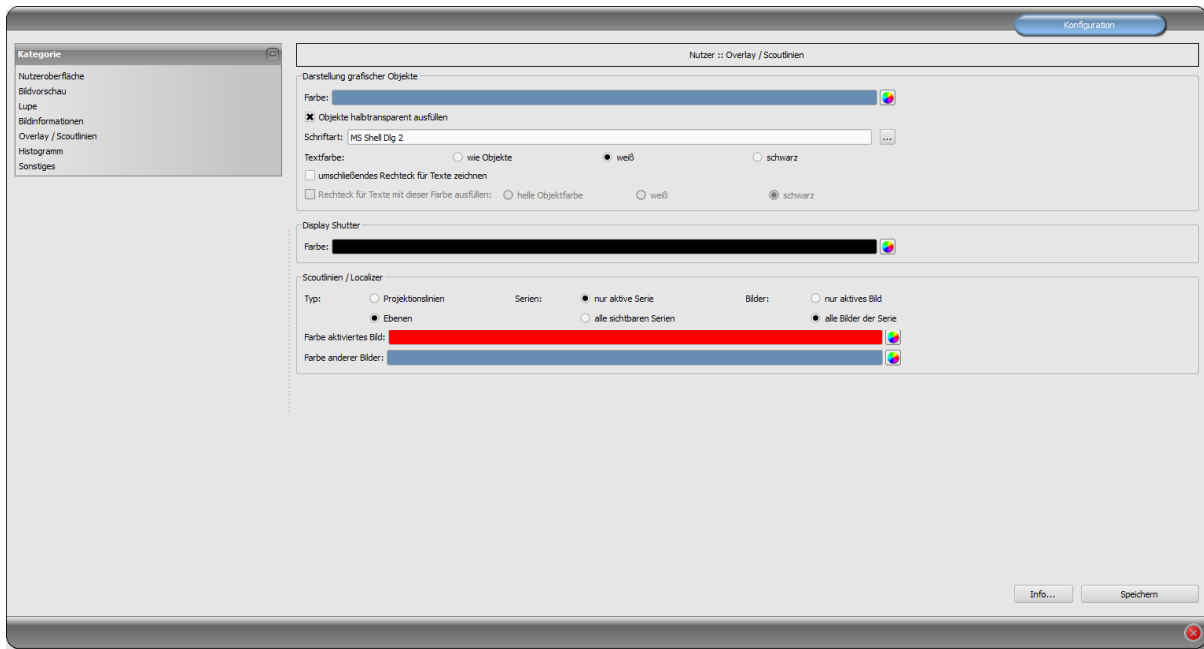 Konfiguration
Kategorie
Nutzeroberfläche
Bildvorschau
Lupe
Bildinformationen
Overlay / Scoutlinien
Histogramm
Sonstiges
Nutzer :: Overlay / Scoutlinien
Darstellung grafischer Objekte
Farbe:
Objekte halbtransparent ausfüllen
Schriftart: MS Shell Dlg 2 ...
Textfarbe: wie Objekte weiß schwarz
umschließendes Rechteck für Texte zeichnen
Rechteck für Texte mit dieser Farbe ausfüllen: helle Objektfarbe weiß schwarz
Display Shutter
Farbe:
Scoutlinien / Localizer
Typ: Projektionslinien Serien: nur aktive Serie Bilder: nur aktives Bild
Ebenen alle sichtbaren Serien alle Bilder der Serie
Farbe aktiviertes Bild:
Farbe anderer Bilder:
Info... Speichern